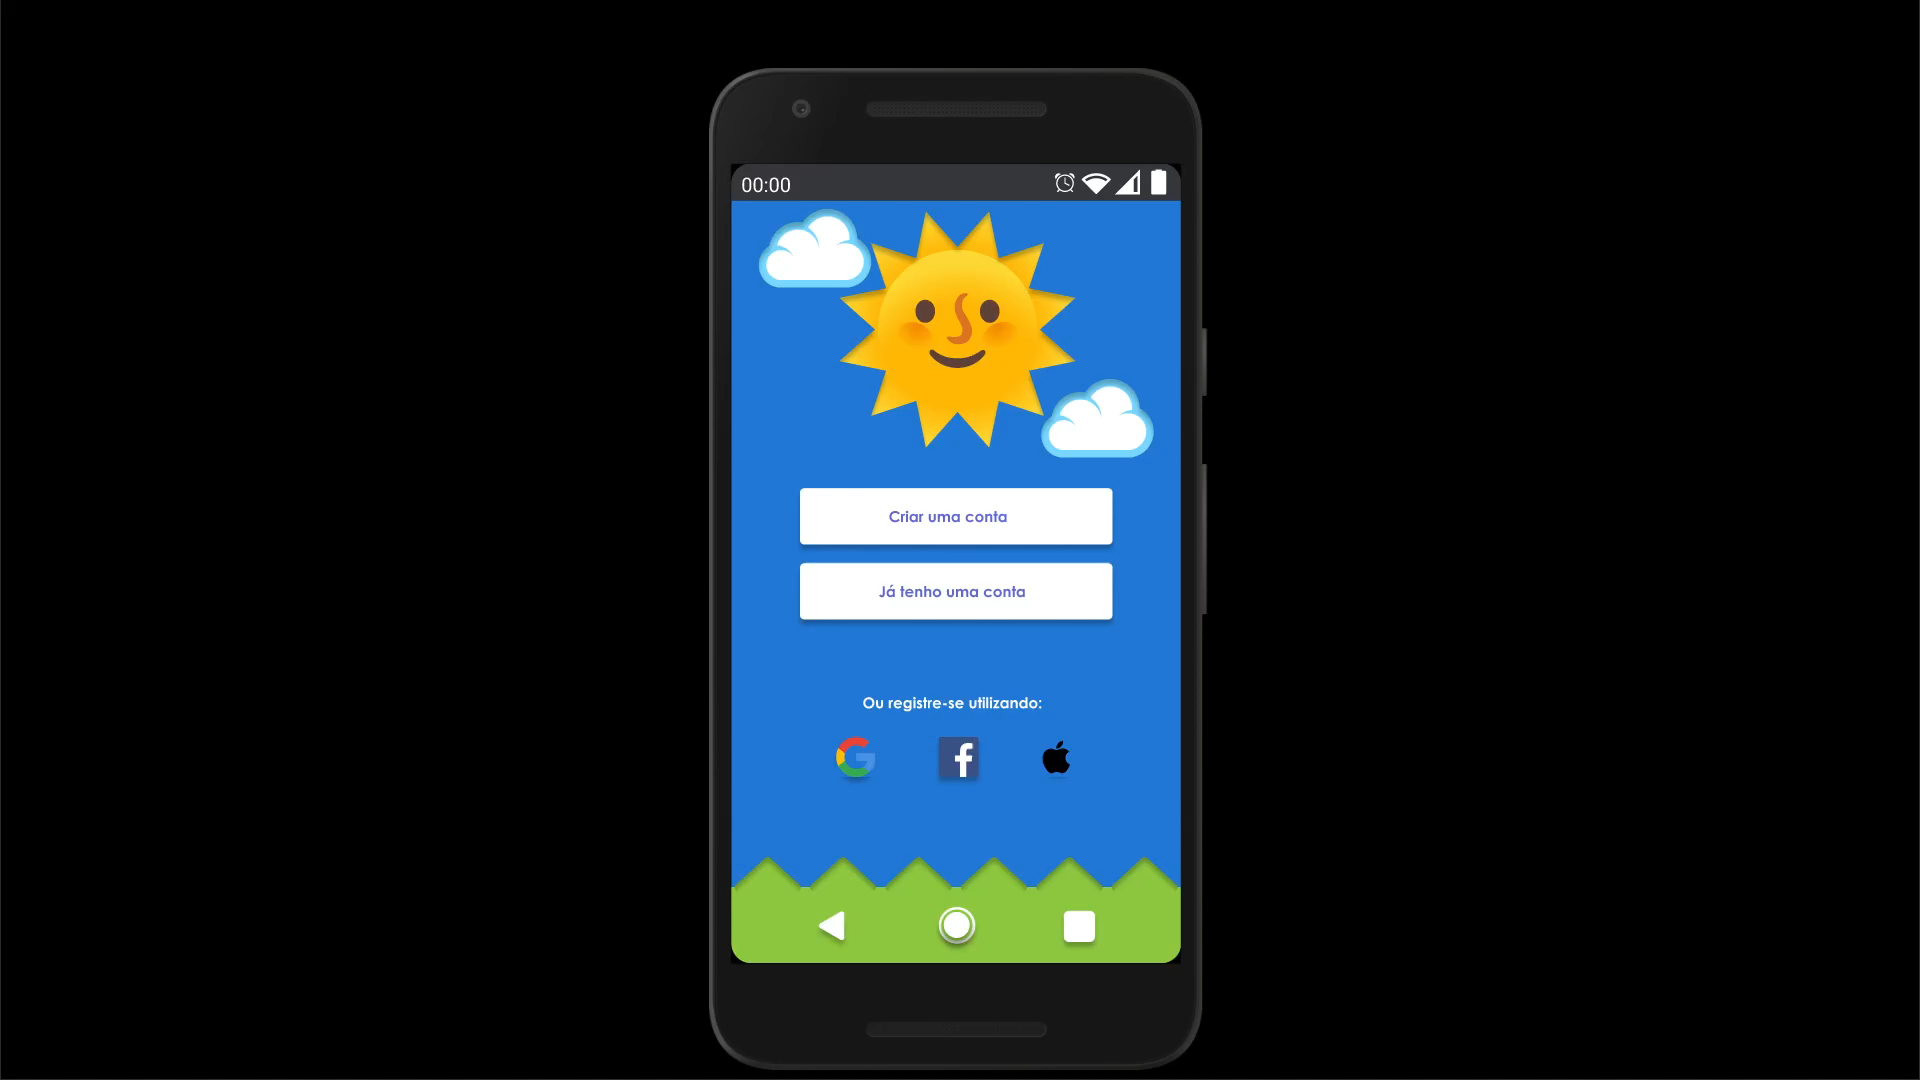 00:00
Criar uma conta
Já tenho uma conta
Ou registre-se utilizando: